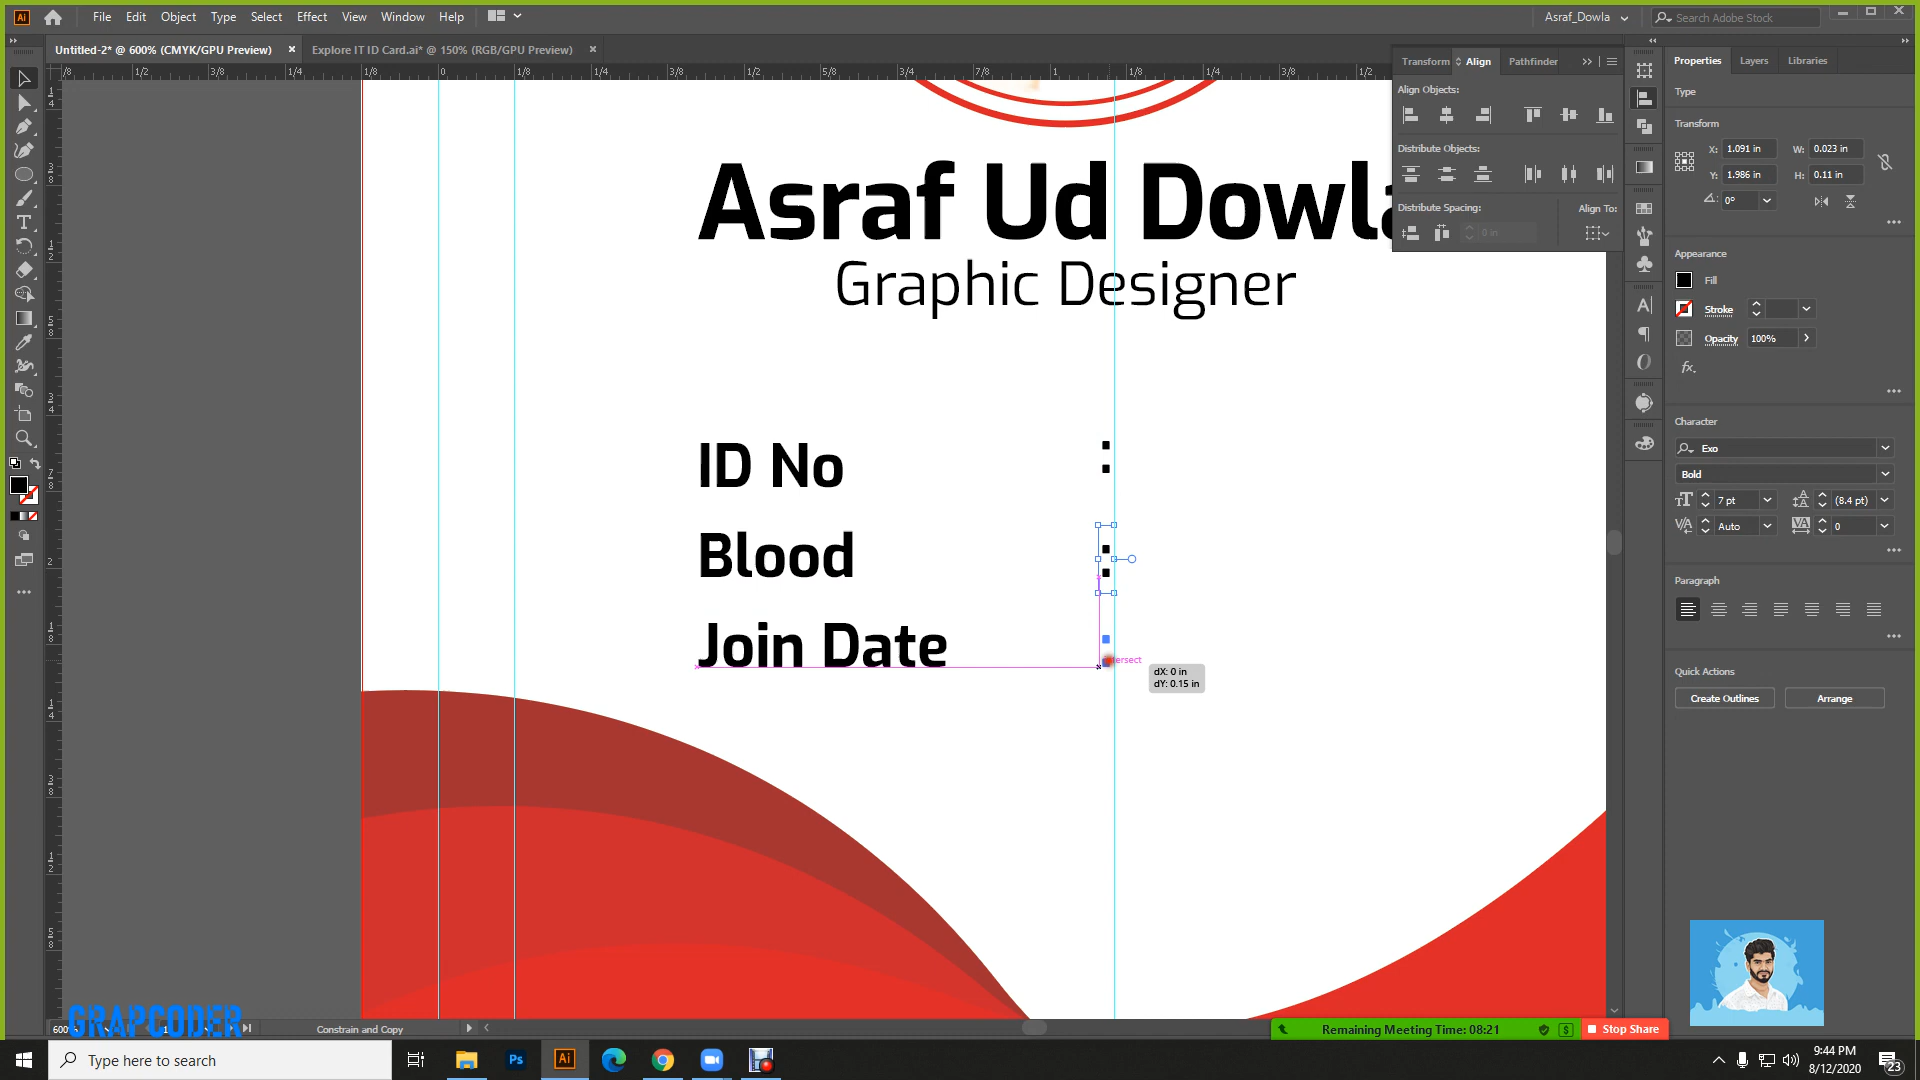 File Edit Object Type Select Effect View Window Help
Asraf_Dowla
Search Adobe Stock
Untitled-2* @ 600% (CMYK/GPU Preview)
Explore IT ID Card.ai* @ 150% (RGB/GPU Preview)
Transform
Align
Pathfinder
Align Objects:
Distribute Objects:
Distribute Spacing:
Align To:
0 in
Properties
Layers
Libraries
Type
Transform
X: 1.091 in
W: 0.023 in
Y: 1.986 in
H: 0.11 in
0°
Appearance
Fill
Stroke
Opacity
100%
fx.
Character
Exo
Bold
7 pt
(8.4 pt)
Auto
0
Paragraph
Quick Actions
Create Outlines
Arrange
Asraf Ud Dowla
Graphic Designer
ID No :
Blood :
Join Date
dX: 0 in
dY: 0.15 in
GRAPCODER
600%
Constrain and Copy
Remaining Meeting Time: 08:21
Stop Share
Type here to search
Ps
Ai
9:44 PM
8/12/2020
23